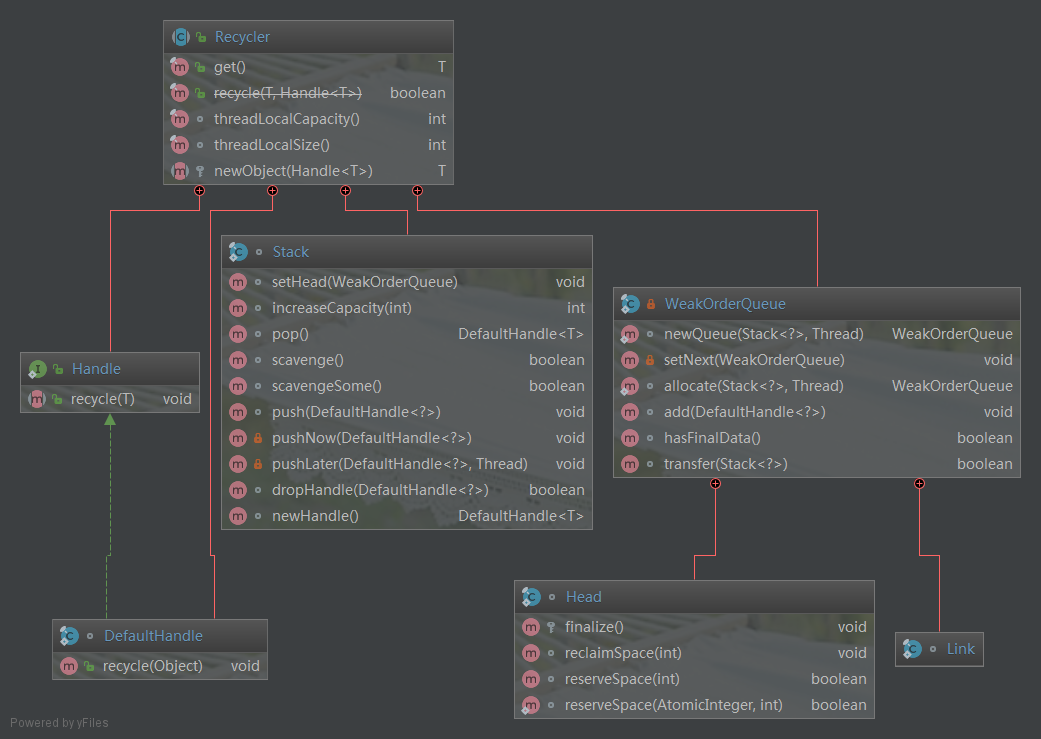 Recycler
get() T
recycle(T, Handle<T>) boolean
threadLocalCapacity() int
threadLocalSize() int
newObject(Handle<T>) T
Stack
setHead(WeakOrderQueue) void
increaseCapacity(int) int
pop() DefaultHandle<T>
scavenge() boolean
scavengeSome() boolean
push(DefaultHandle<?>) void
pushNow(DefaultHandle<?>) void
pushLater(DefaultHandle<?>, Thread) void
dropHandle(DefaultHandle<?>) boolean
newHandle() DefaultHandle<T>
WeakOrderQueue
newQueue(Stack<?>, Thread) WeakOrderQueue
setNext(WeakOrderQueue) void
allocate(Stack<?>, Thread) WeakOrderQueue
add(DefaultHandle<?>) void
hasFinalData() boolean
transfer(Stack<?>) boolean
Handle
recycle(T) void
DefaultHandle
recycle(Object) void
Head
finalize() void
reclaimSpace(int) void
reserveSpace(int) boolean
reserveSpace(AtomicInteger, int) boolean
Link
Powered by yFiles